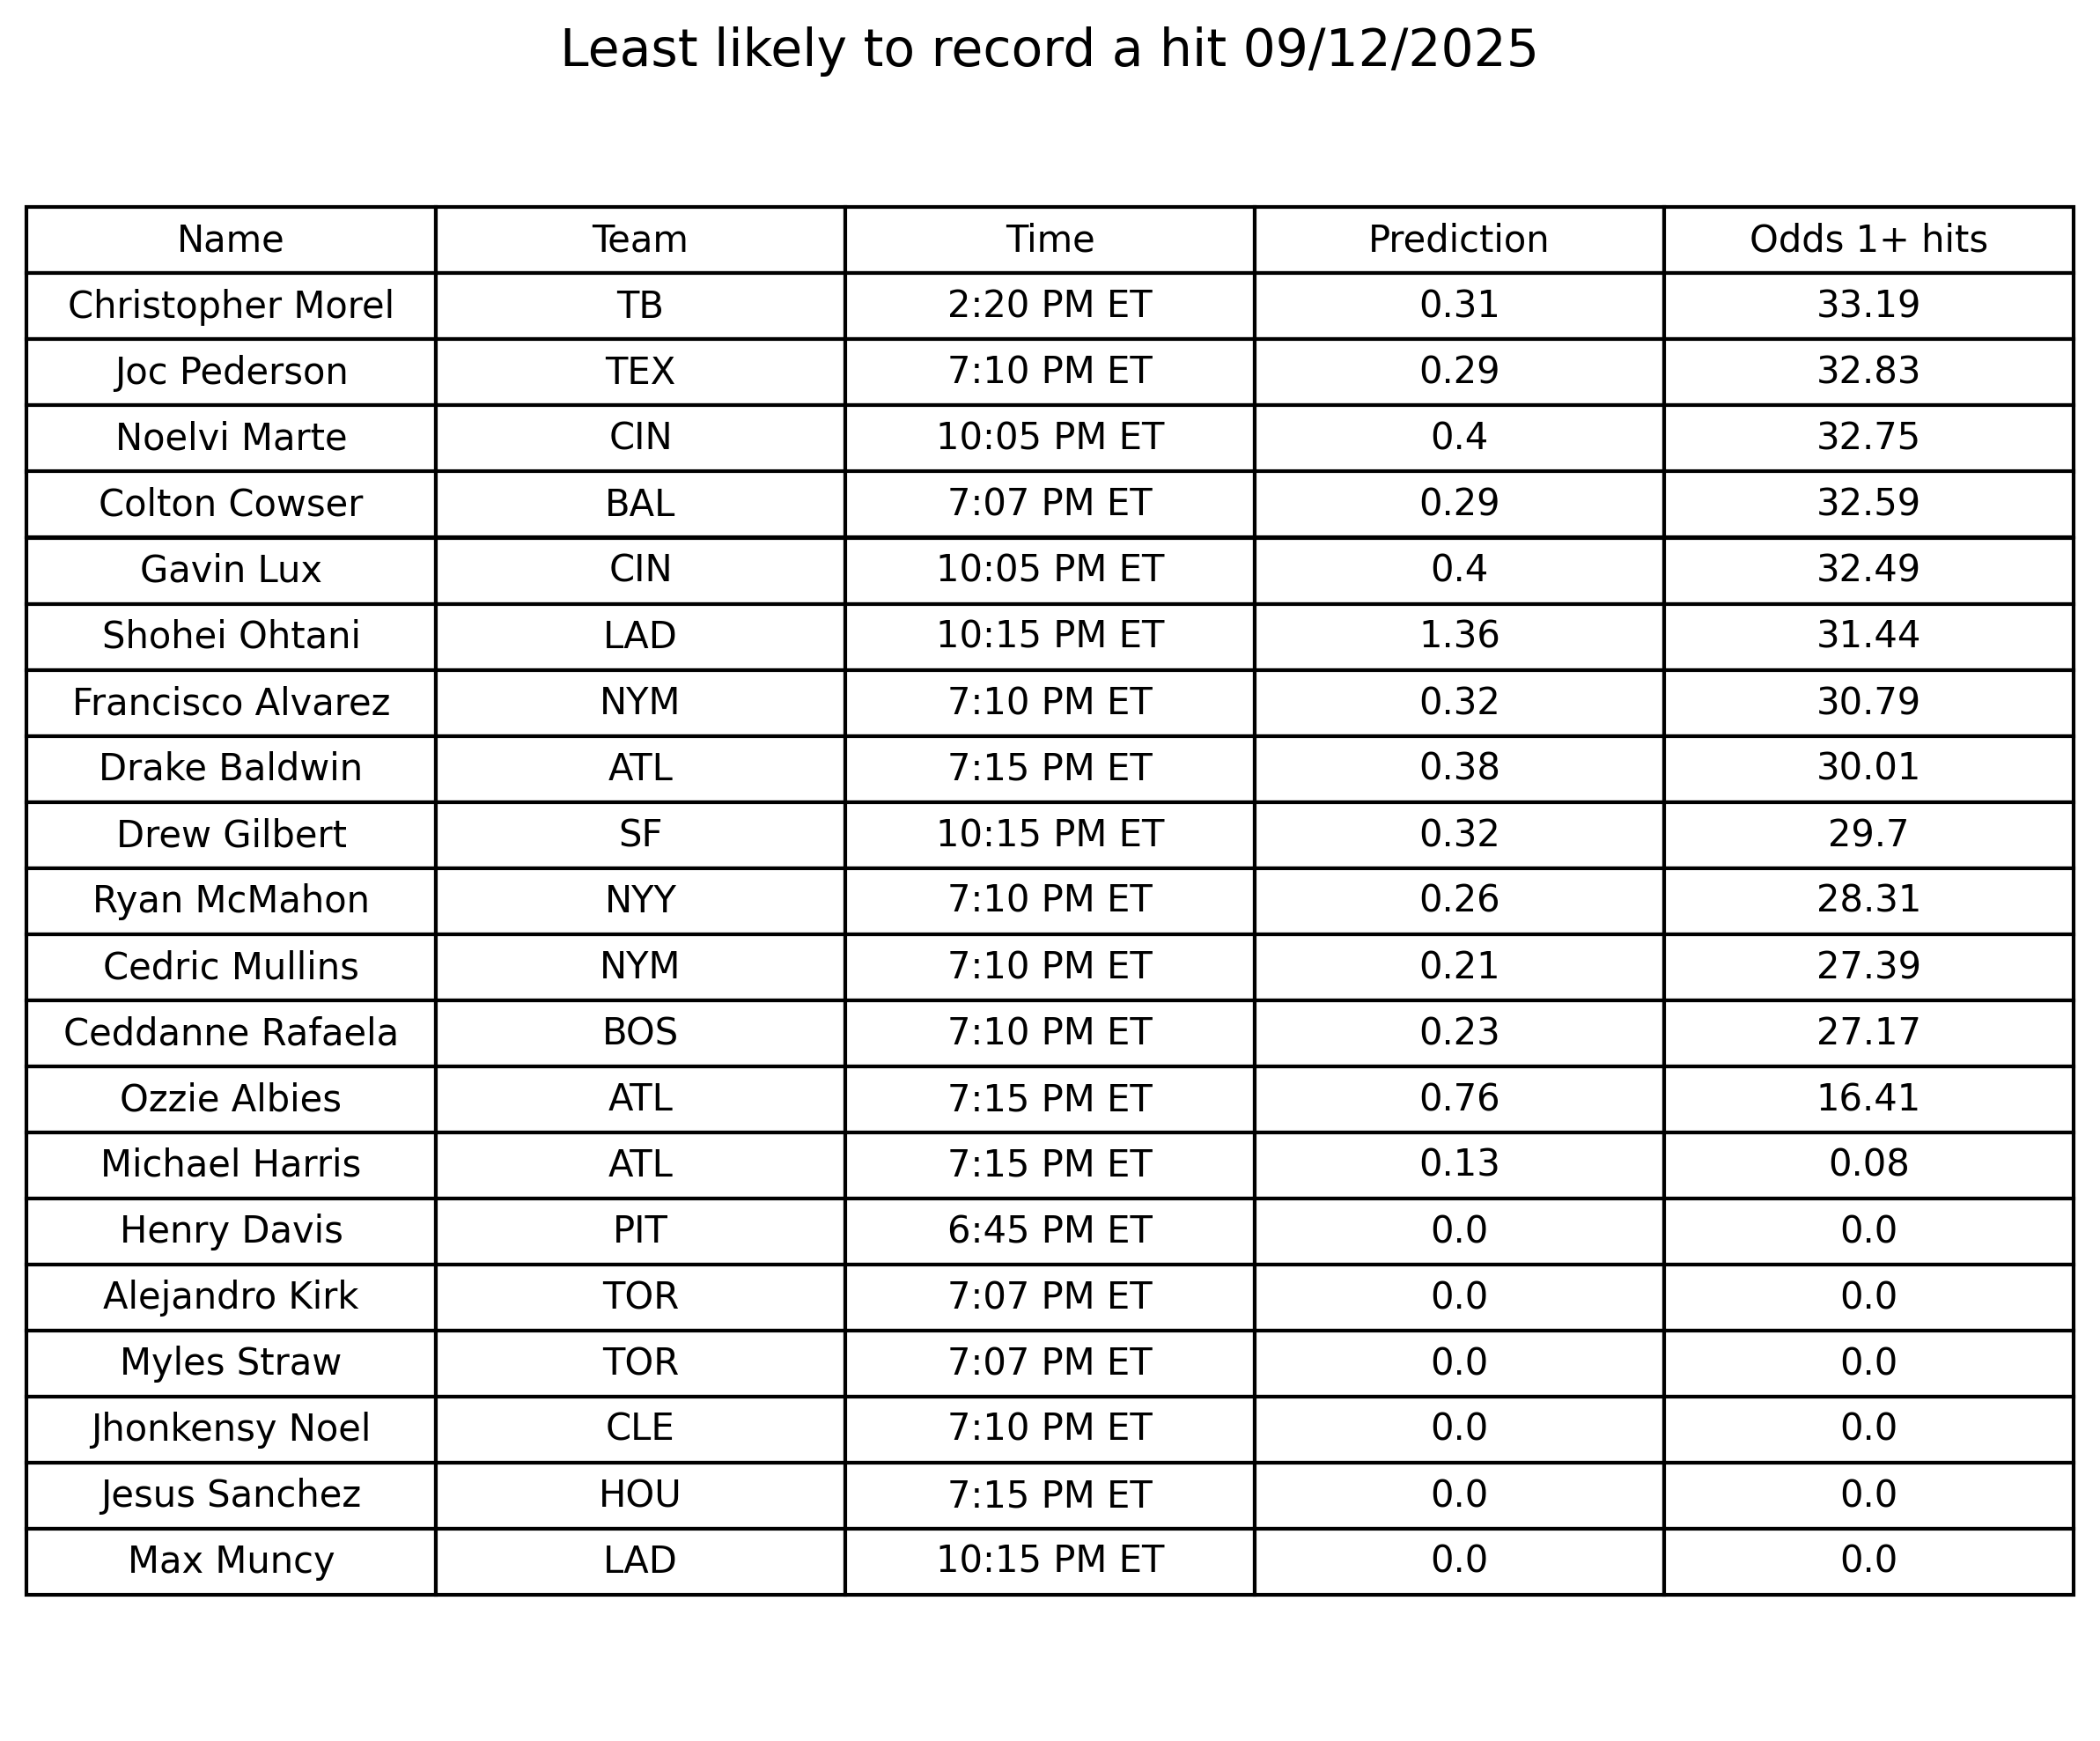 Least likely to record a hit 09/12/2025
Name Team Time Prediction Odds 1+ hits
Christopher Morel TB 2:20 PM ET 0.31 33.19
Joc Pederson TEX 7:10 PM ET 0.29 32.83
Noelvi Marte CIN 10:05 PM ET 0.4 32.75
Colton Cowser BAL 7:07 PM ET 0.29 32.59
Gavin Lux CIN 10:05 PM ET 0.4 32.49
Shohei Ohtani LAD 10:15 PM ET 1.36 31.44
Francisco Alvarez NYM 7:10 PM ET 0.32 30.79
Drake Baldwin ATL 7:15 PM ET 0.38 30.01
Drew Gilbert SF 10:15 PM ET 0.32 29.7
Ryan McMahon NYY 7:10 PM ET 0.26 28.31
Cedric Mullins NYM 7:10 PM ET 0.21 27.39
Ceddanne Rafaela BOS 7:10 PM ET 0.23 27.17
Ozzie Albies ATL 7:15 PM ET 0.76 16.41
Michael Harris ATL 7:15 PM ET 0.13 0.08
Henry Davis PIT 6:45 PM ET 0.0 0.0
Alejandro Kirk TOR 7:07 PM ET 0.0 0.0
Myles Straw TOR 7:07 PM ET 0.0 0.0
Jhonkensy Noel CLE 7:10 PM ET 0.0 0.0
Jesus Sanchez HOU 7:15 PM ET 0.0 0.0
Max Muncy LAD 10:15 PM ET 0.0 0.0